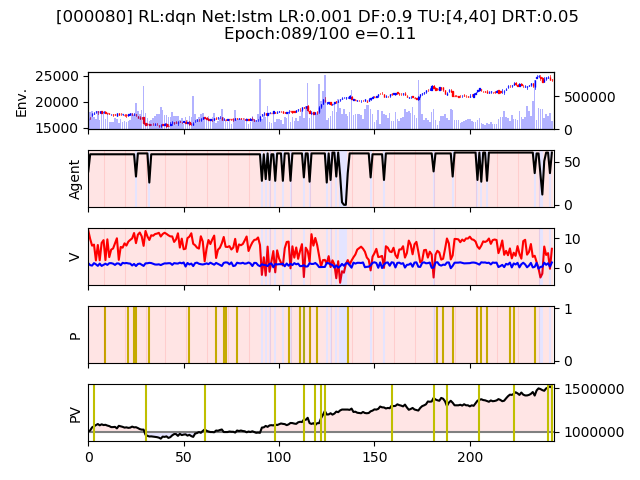 [000080] RL:dqn Net:lstm LR:0.001 DF:0.9 TU:[4,40] DRT:0.05
Epoch:089/100 e=0.11
Env.
25000
20000
15000
500000
0
Agent
50
0
V
10
0
P
1
0
PV
1500000
1000000
0 50 100 150 200